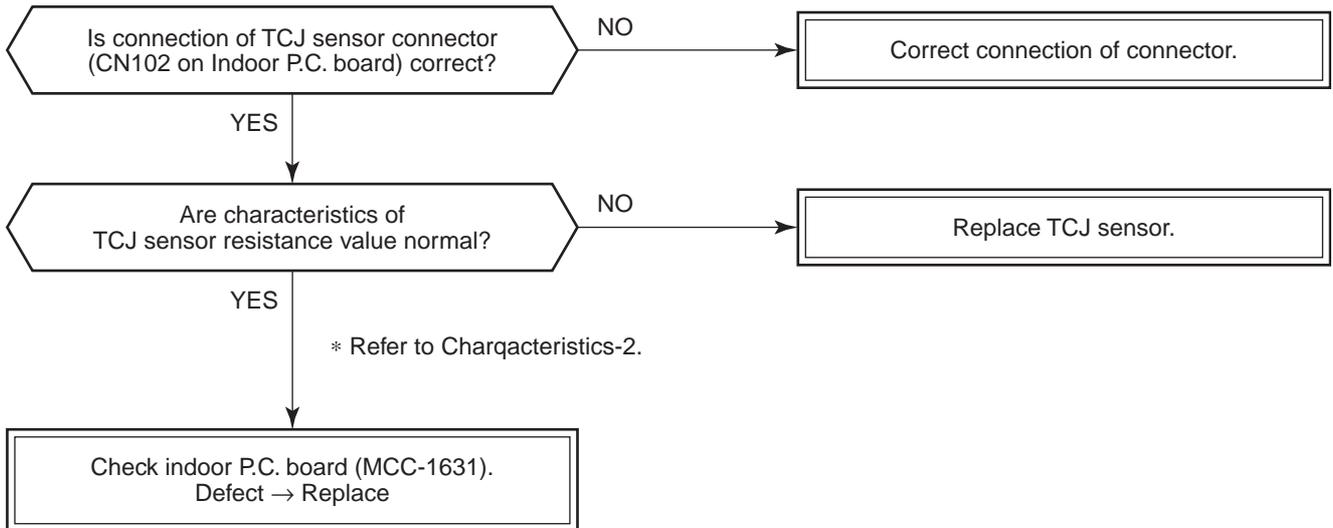 Is connection of TCJ sensor connector
(CN102 on Indoor P.C. board) correct?
NO
Correct connection of connector.
YES
Are characteristics of
TCJ sensor resistance value normal?
NO
Replace TCJ sensor.
YES
* Refer to Charqacteristics-2.
Check indoor P.C. board (MCC-1631).
Defect → Replace